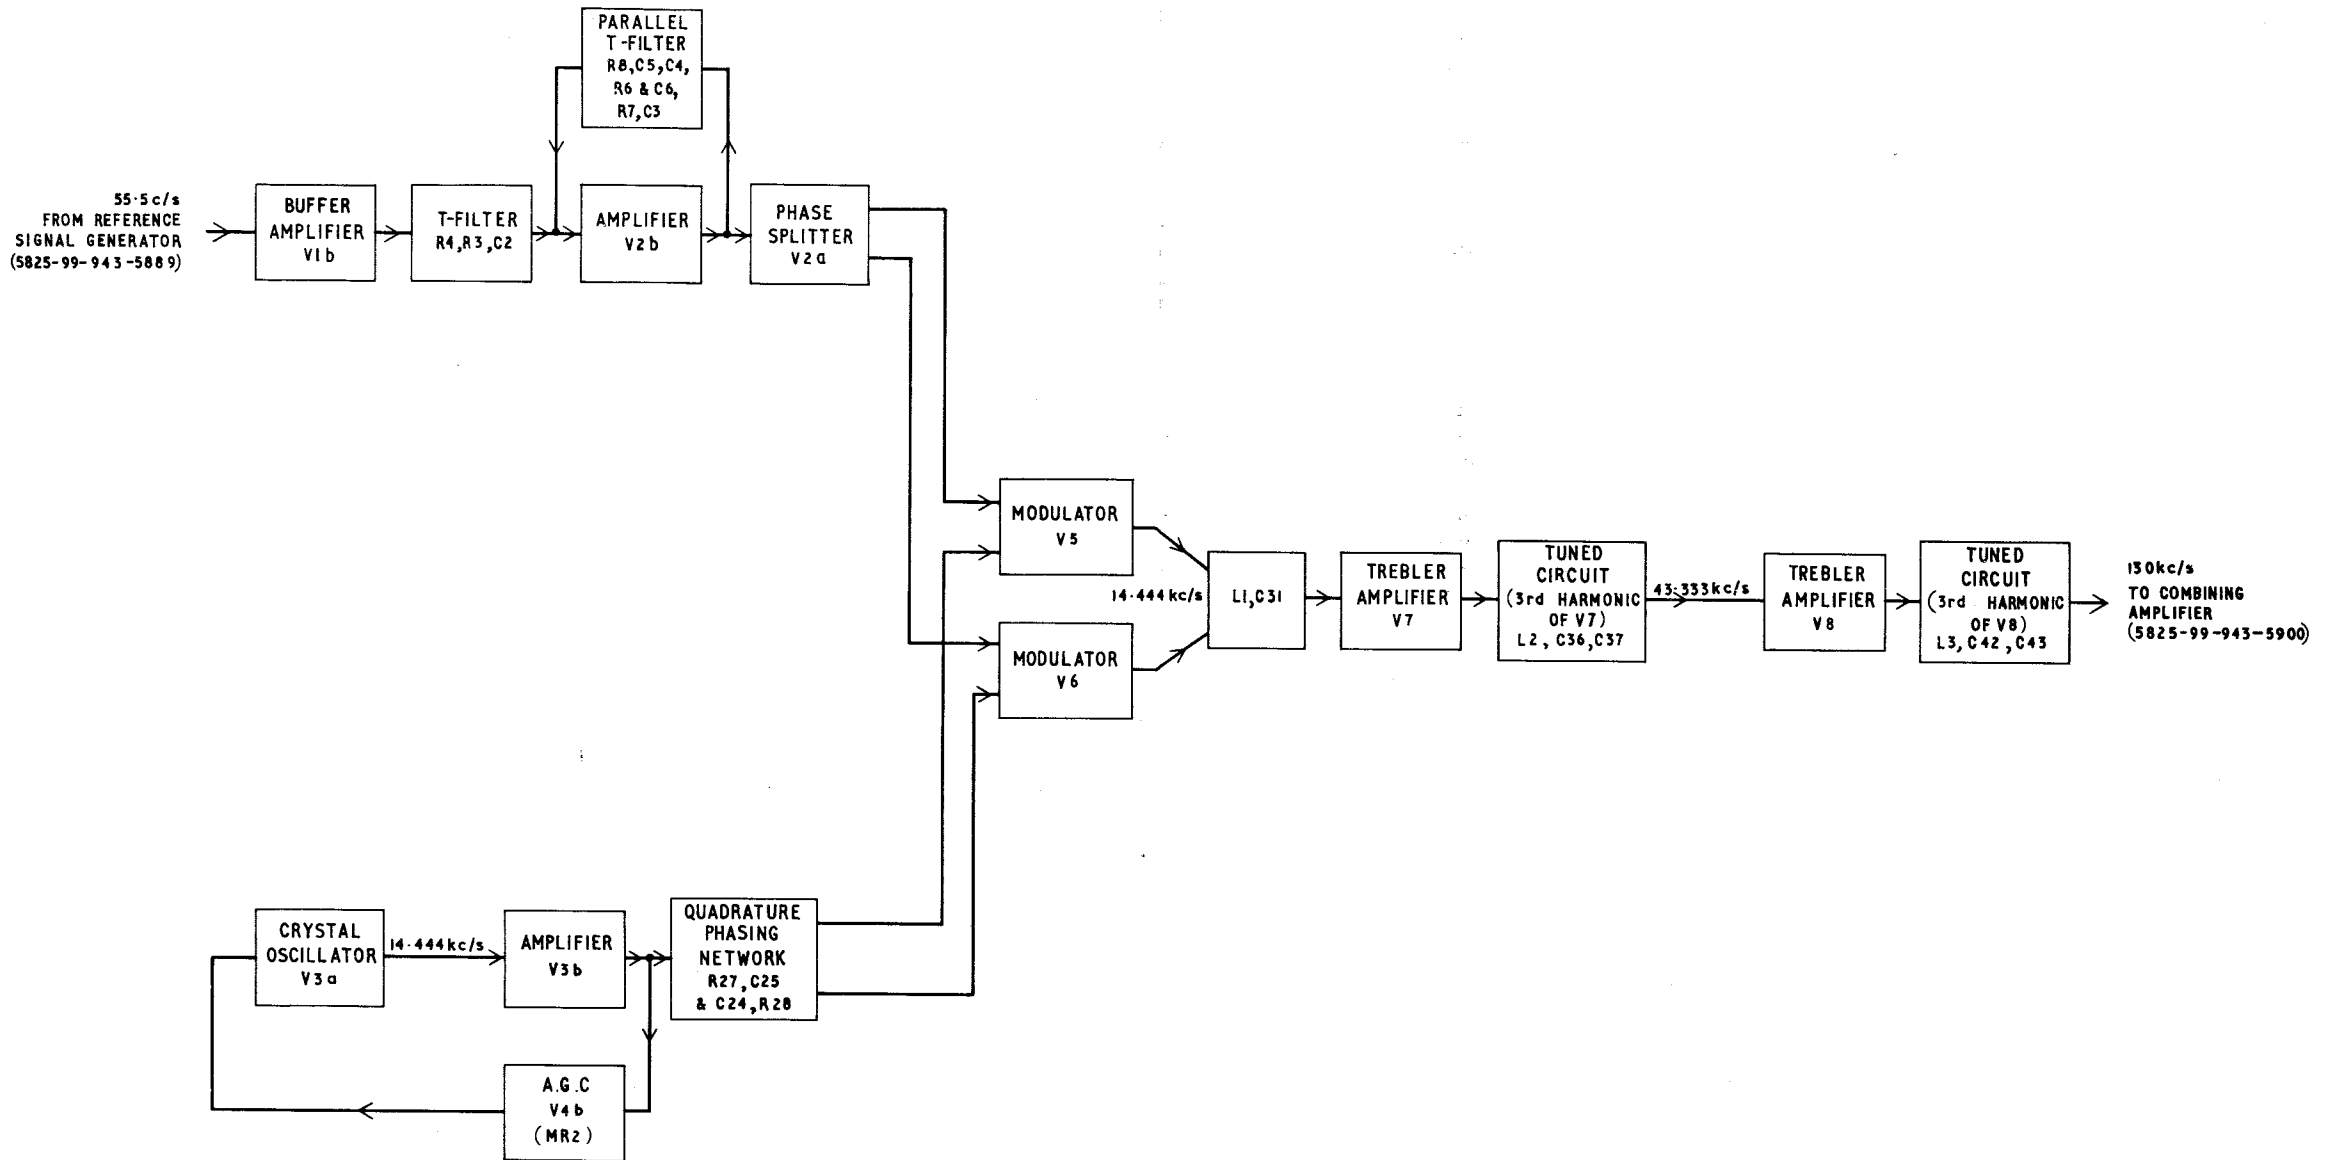 PARALLEL
T-FILTER
R8,C5,C4,
R6 & C6,
R7,C3
55·5c/s
FROM REFERENCE
SIGNAL GENERATOR
(5825-99-943-5889)
BUFFER
AMPLIFIER
V1b
T-FILTER
R4,R3,C2
AMPLIFIER
V2b
PHASE
SPLITTER
V2a
MODULATOR
V5
MODULATOR
V6
14·444kc/s
L1,C31
TREBLER
AMPLIFIER
V7
TUNED
CIRCUIT
(3rd HARMONIC
OF V7)
L2, C36,C37
43·333kc/s
TREBLER
AMPLIFIER
V8
TUNED
CIRCUIT
(3rd HARMONIC
OF V8)
L3,C42,C43
130kc/s
TO COMBINING
AMPLIFIER
(5825-99-943-5900)
CRYSTAL
OSCILLATOR
V3a
14·444kc/s
AMPLIFIER
V3b
QUADRATURE
PHASING
NETWORK
R27,C25
& C24,R28
A.G.C
V4b
(MR2)